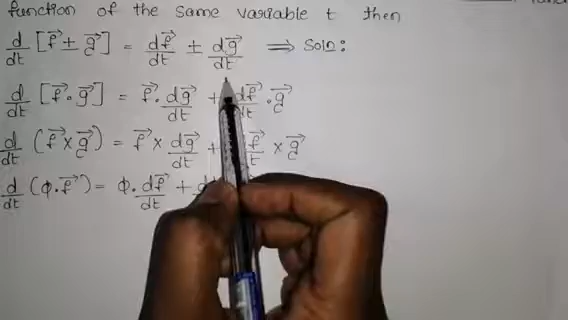 function of the same variable t then
d/dt [f⃗ ± g⃗] = df⃗/dt ± dg⃗/dt ⟹ Soln:
d/dt [f⃗ · g⃗] = f⃗ · dg⃗/dt + df⃗/dt · g⃗
d/dt (f⃗ × g⃗) = f⃗ × dg⃗/dt + f⃗/t × g⃗
d/dt (ϕ · f⃗) = ϕ · df⃗/dt +